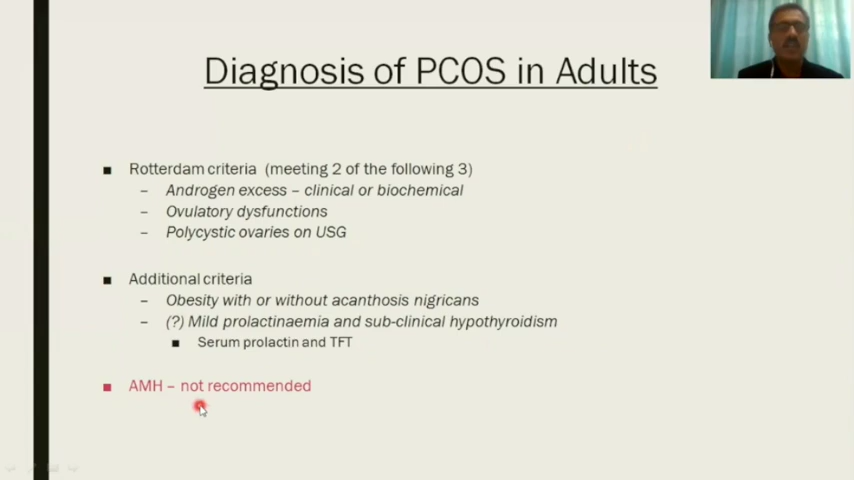 Diagnosis of PCOS in Adults
■ Rotterdam criteria (meeting 2 of the following 3)
– Androgen excess – clinical or biochemical
– Ovulatory dysfunctions
– Polycystic ovaries on USG
■ Additional criteria
– Obesity with or without acanthosis nigricans
– (?) Mild prolactinaemia and sub-clinical hypothyroidism
■ Serum prolactin and TFT
■ AMH – not recommended